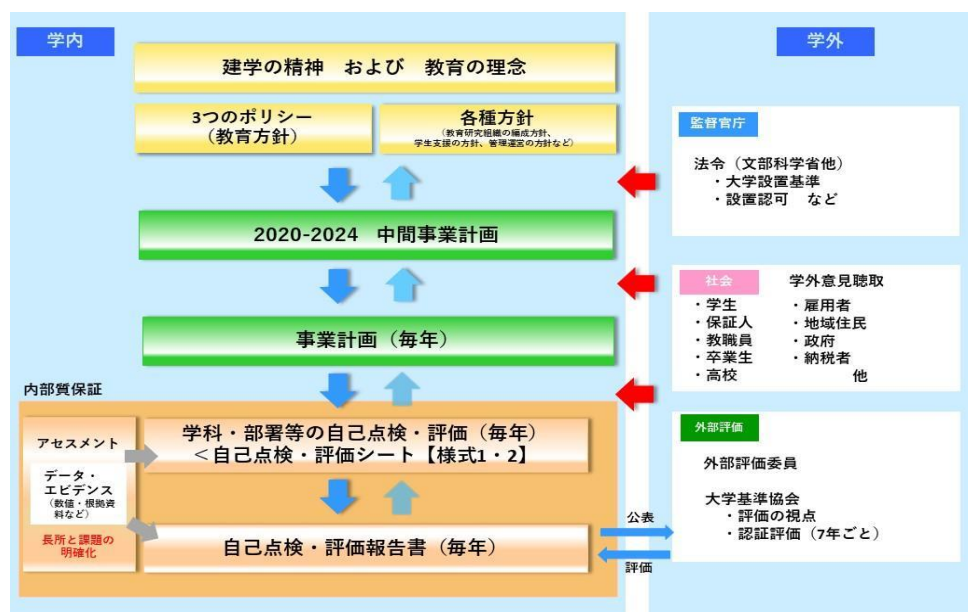 学内
建学の精神　および　教育の理念
3つのポリシー
（教育方針）
各種方針
（教育研究組織の編成方針、
学生支援の方針、管理運営の方針など）
2020-2024　中間事業計画
事業計画（毎年）
内部質保証
アセスメント
データ・
エビデンス
（数値・根拠資
料など）
長所と課題の
明確化
学科・部署等の自己点検・評価（毎年）
＜自己点検・評価シート【様式1・2】
自己点検・評価報告書（毎年）
公表
評価
学外
監督官庁
法令（文部科学省他）
・大学設置基準
・設置認可　など
社会
学外意見聴取
・学生
・保証人
・教職員
・卒業生
・高校
・雇用者
・地域住民
・政府
・納税者
他
外部評価
外部評価委員
大学基準協会
・評価の視点
・認証評価（7年ごと）